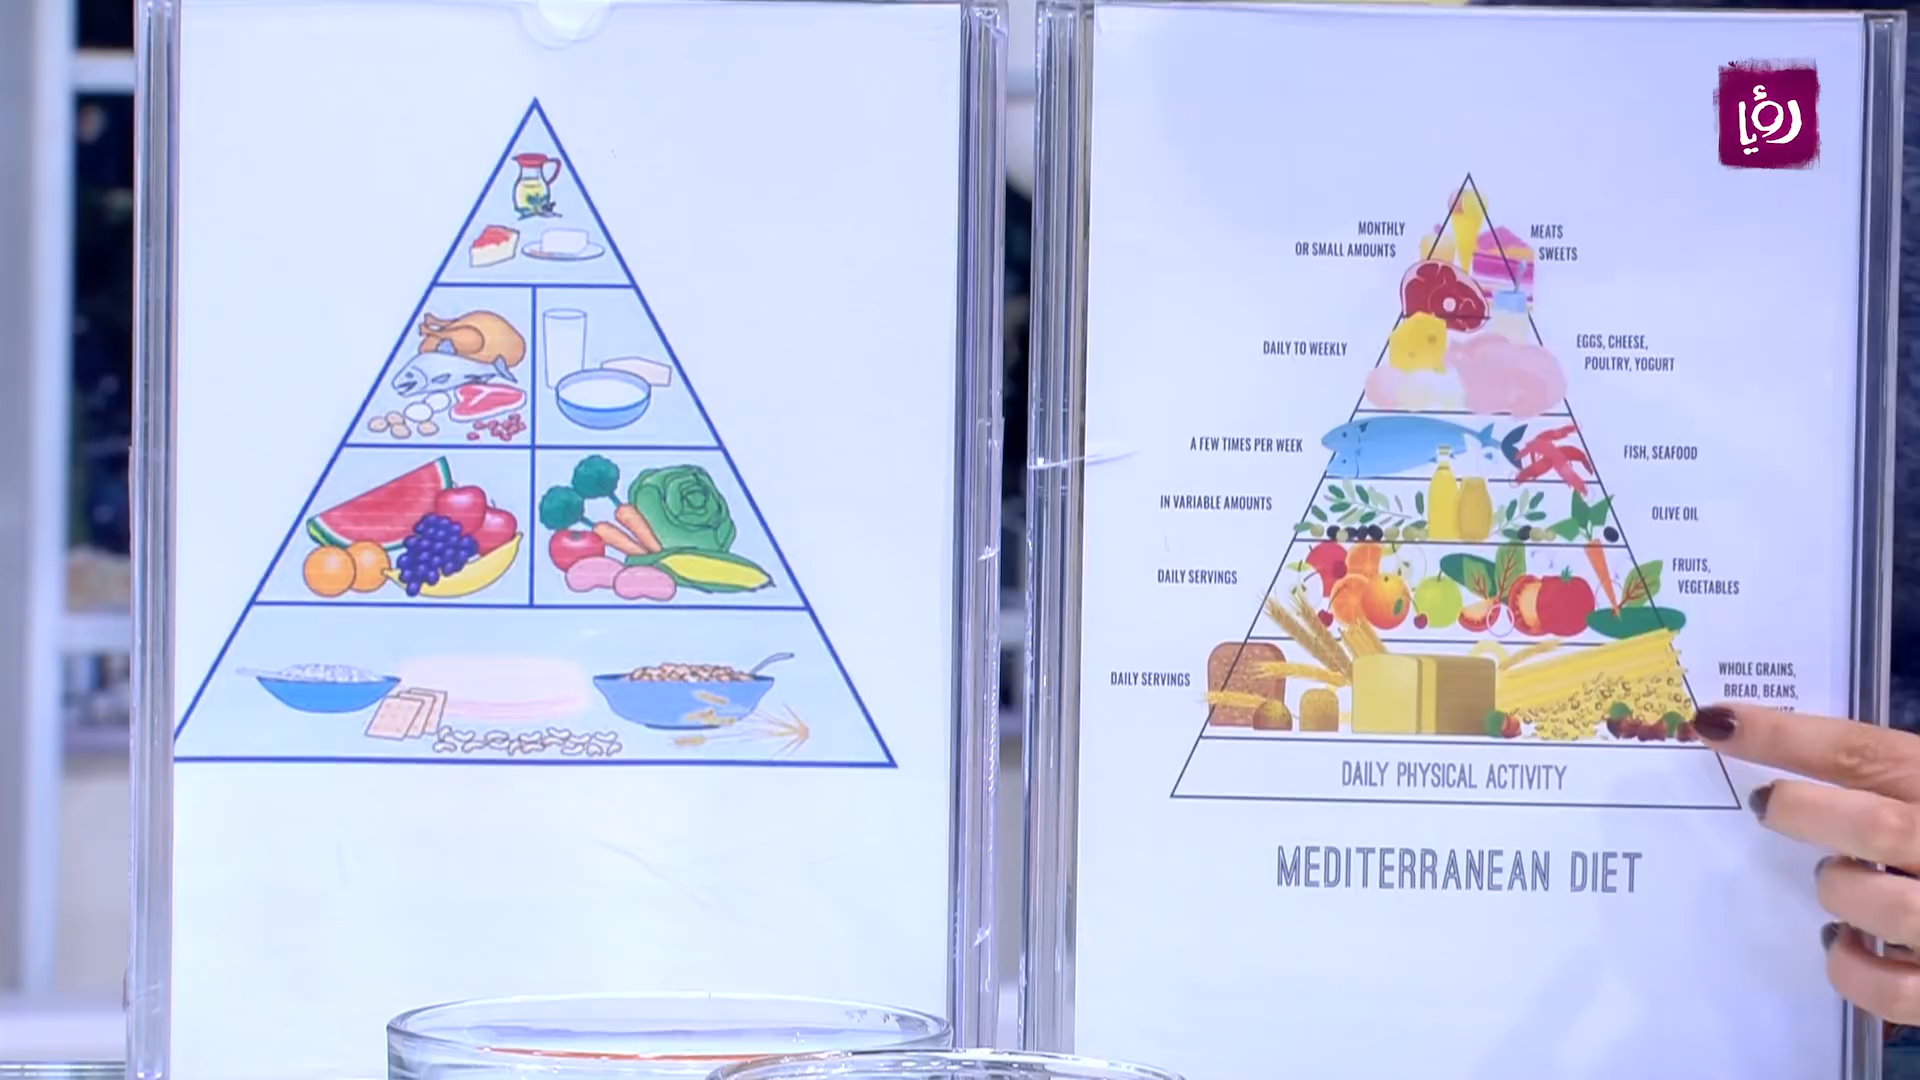 رؤيا
MONTHLY
OR SMALL AMOUNTS
MEATS
SWEETS
DAILY TO WEEKLY
EGGS, CHEESE,
POULTRY, YOGURT
A FEW TIMES PER WEEK
FISH, SEAFOOD
IN VARIABLE AMOUNTS
OLIVE OIL
DAILY SERVINGS
FRUITS,
VEGETABLES
DAILY SERVINGS
WHOLE GRAINS,
BREAD, BEANS,
DAILY PHYSICAL ACTIVITY
MEDITERRANEAN DIET